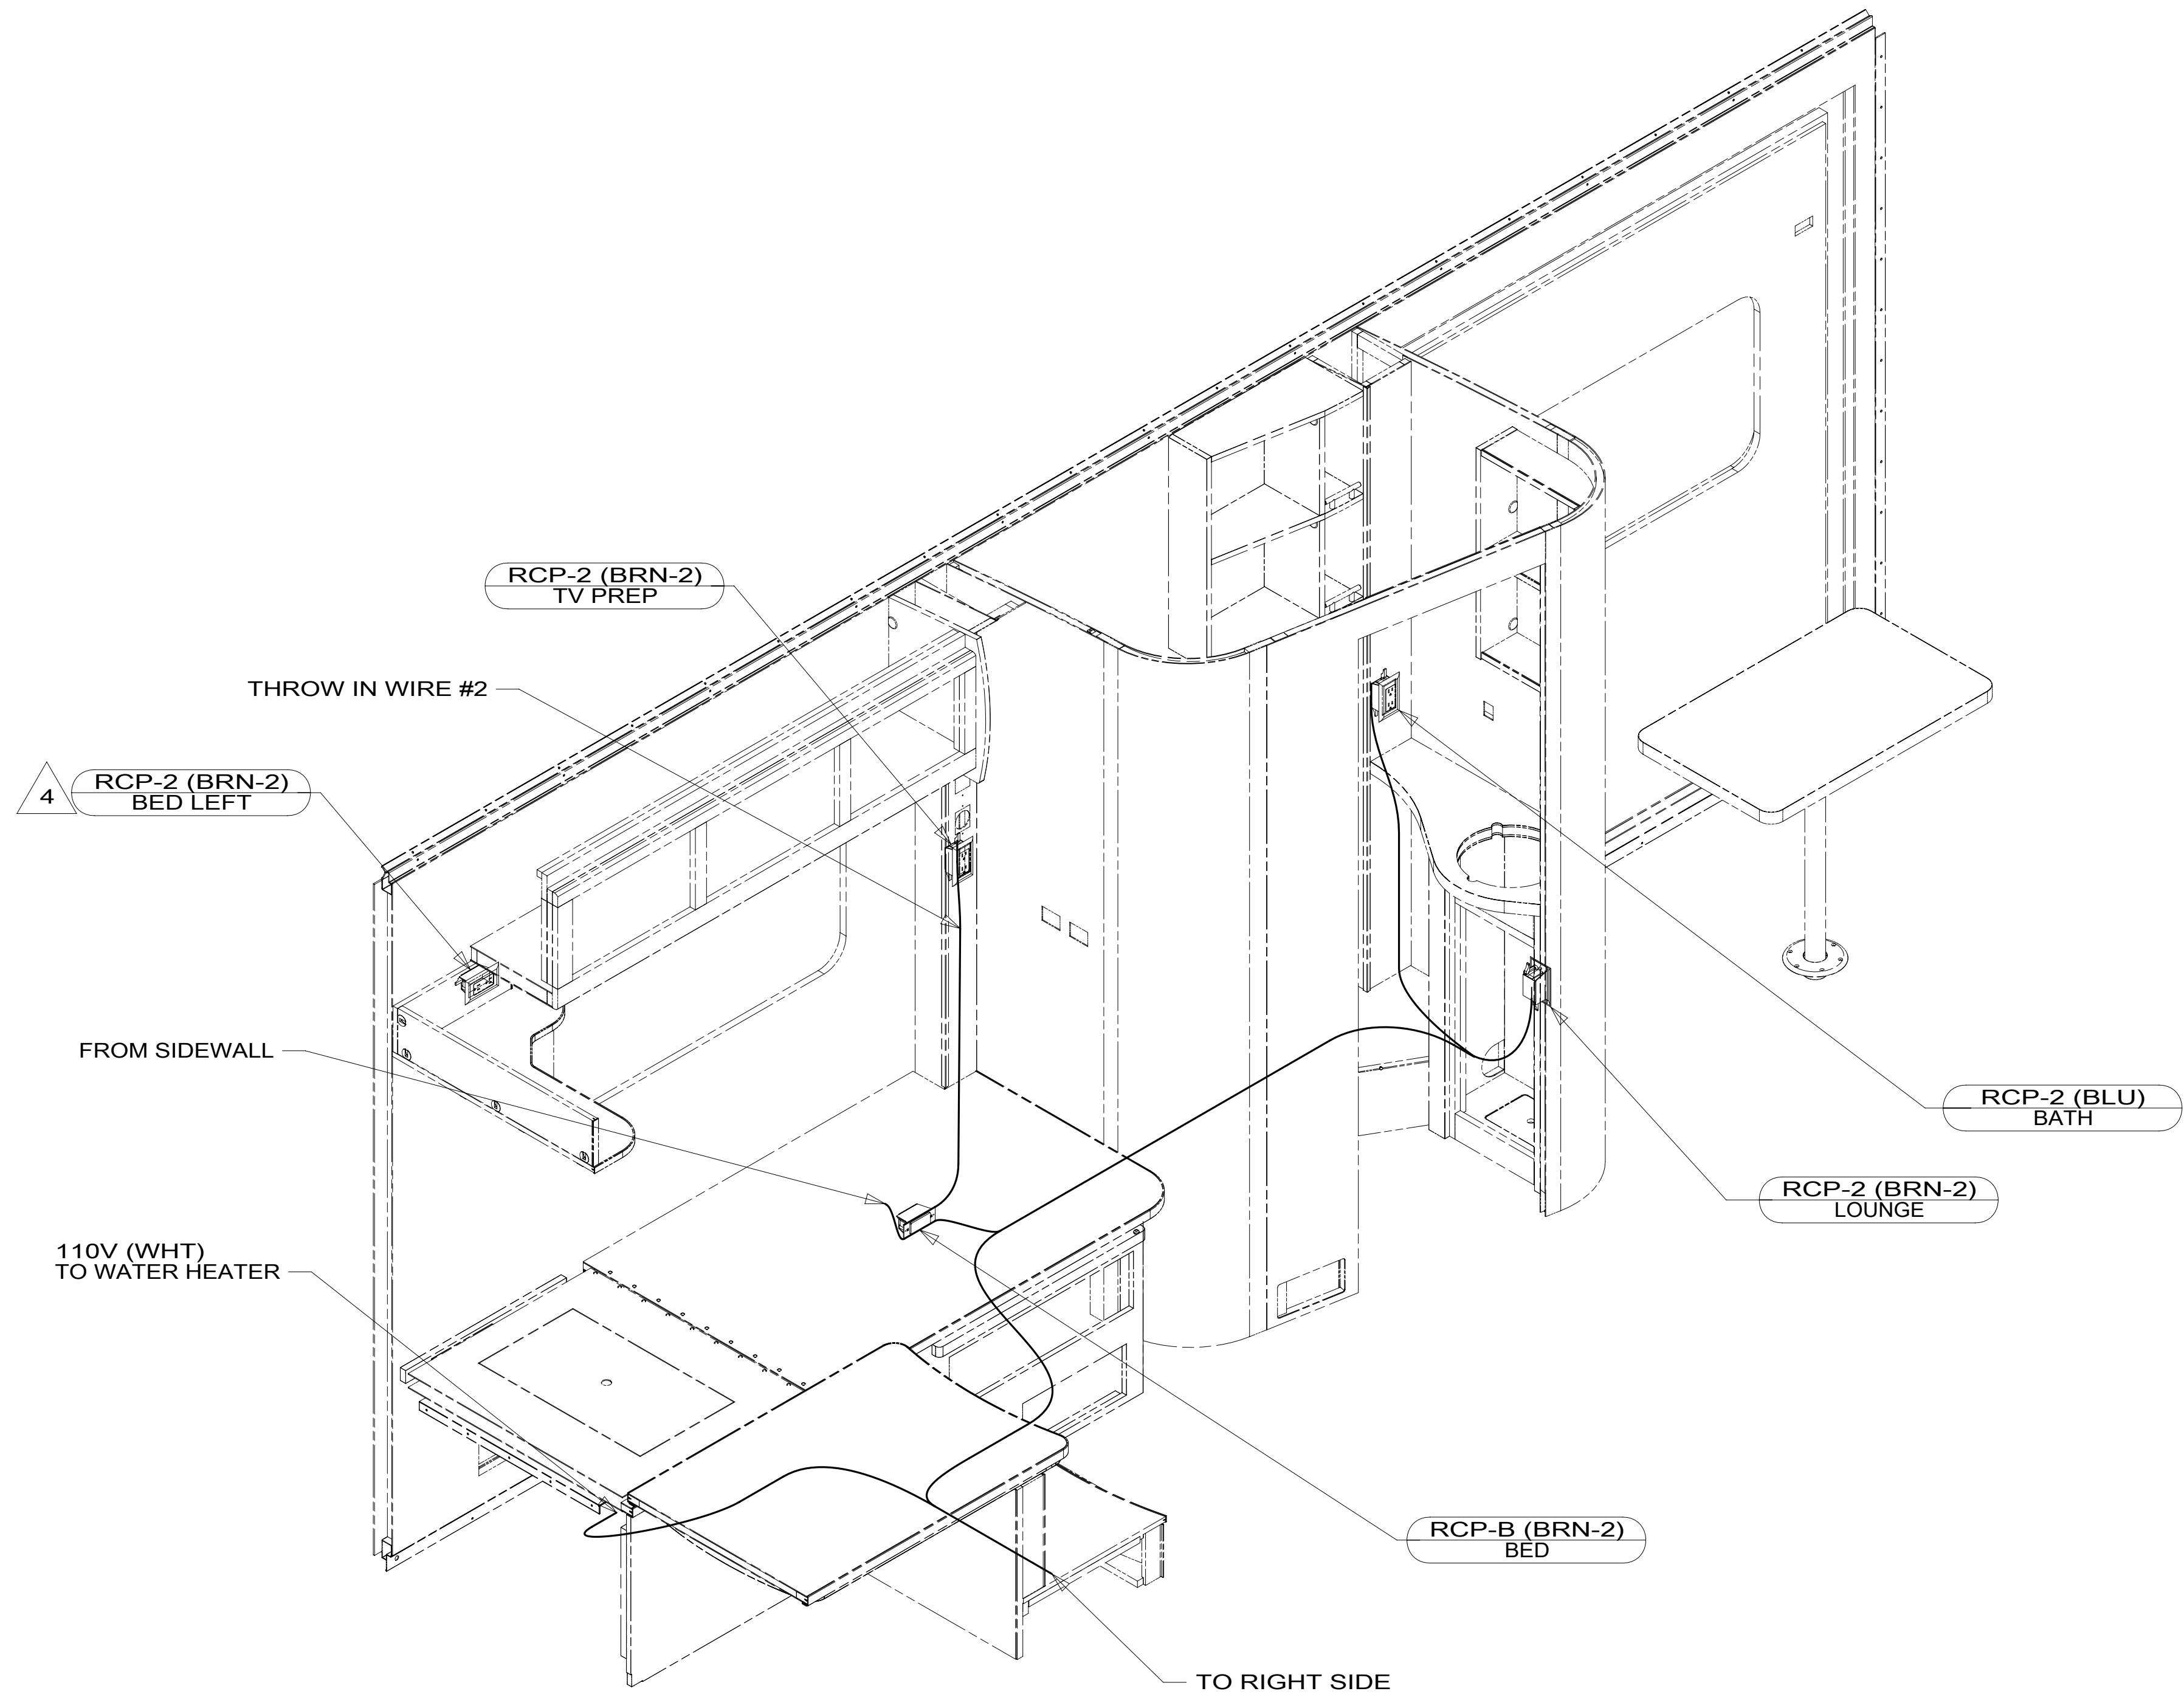 RCP-2 (BRN-2)
TV PREP
THROW IN WIRE #2
4
RCP-2 (BRN-2)
BED LEFT
FROM SIDEWALL
RCP-2 (BLU)
BATH
RCP-2 (BRN-2)
LOUNGE
110V (WHT)
TO WATER HEATER
RCP-B (BRN-2)
BED
TO RIGHT SIDE